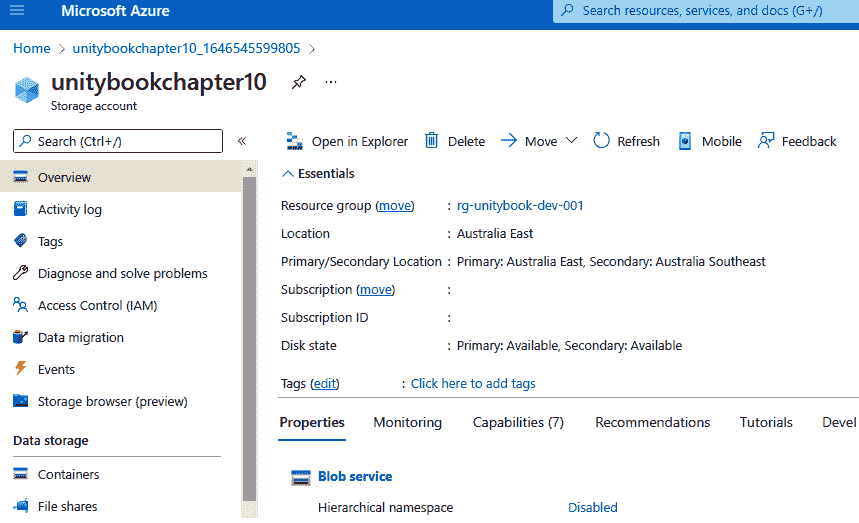 Microsoft Azure
Search resources, services, and docs (G+/)
Home > unitybookchapter10_1646545599805 >
unitybookchapter10
...
Storage account
Search (Ctrl+/)
«
Open in Explorer Delete Move Refresh Mobile Feedback
Overview
Activity log
Tags
Diagnose and solve problems
Access Control (IAM)
Data migration
Events
Storage browser (preview)
Data storage
Containers
File shares
Essentials
Resource group (move) : rg-unitybook-dev-001
Location : Australia East
Primary/Secondary Location : Primary: Australia East, Secondary: Australia Southeast
Subscription (move) :
Subscription ID :
Disk state : Primary: Available, Secondary: Available
Tags (edit) : Click here to add tags
Properties Monitoring Capabilities (7) Recommendations Tutorials Devel
Blob service
Hierarchical namespace Disabled